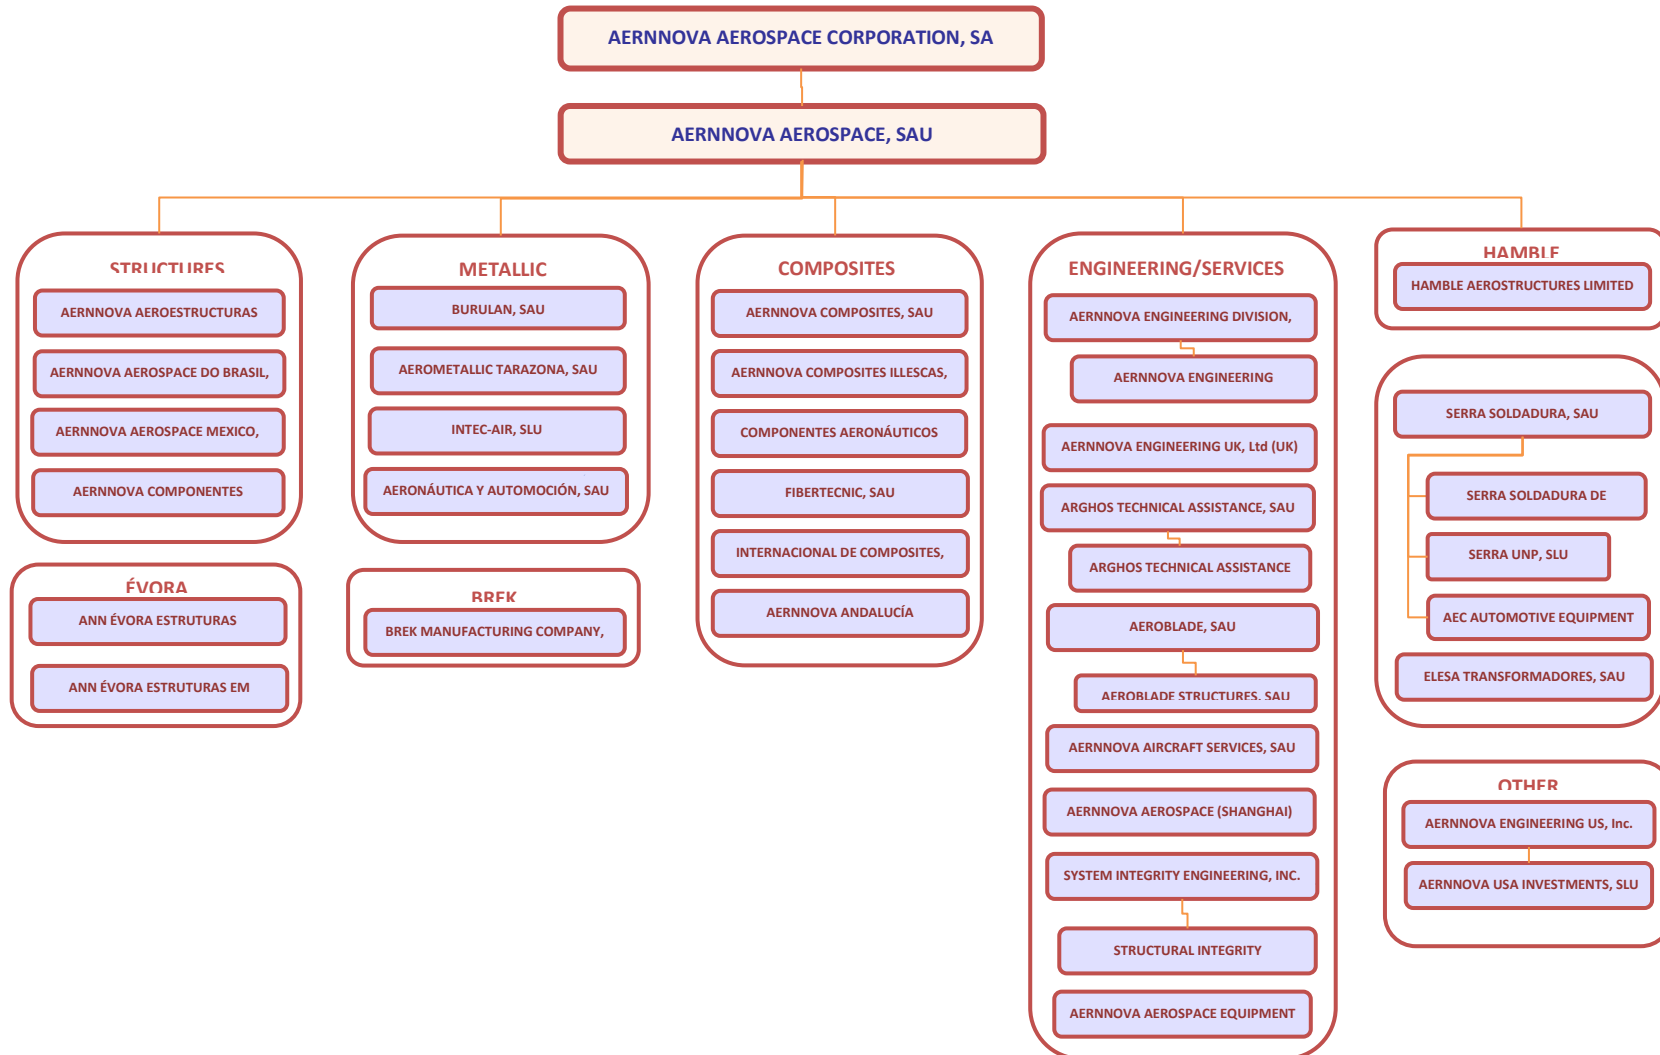 AERNNOVA AEROSPACE CORPORATION, SA
AERNNOVA AEROSPACE, SAU
STRUCTURES
AERNNOVA AEROESTRUCTURAS
AERNNOVA AEROSPACE DO BRASIL,
AERNNOVA AEROSPACE MEXICO,
AERNNOVA COMPONENTES
ÉVORA
ANN ÉVORA ESTRUTURAS
ANN ÉVORA ESTRUTURAS EM
METALLIC
BURULAN, SAU
AEROMETALLIC TARAZONA, SAU
INTEC-AIR, SLU
AERONÁUTICA Y AUTOMOCIÓN, SAU
BREK
BREK MANUFACTURING COMPANY,
COMPOSITES
AERNNOVA COMPOSITES, SAU
AERNNOVA COMPOSITES ILLESCAS,
COMPONENTES AERONÁUTICOS
FIBERTECNIC, SAU
INTERNACIONAL DE COMPOSITES,
AERNNOVA ANDALUCÍA
ENGINEERING/SERVICES
AERNNOVA ENGINEERING DIVISION,
AERNNOVA ENGINEERING
AERNNOVA ENGINEERING UK, Ltd (UK)
ARGHOS TECHNICAL ASSISTANCE, SAU
ARGHOS TECHNICAL ASSISTANCE
AEROBLADE, SAU
AEROBLADE STRUCTURES, SAU
AERNNOVA AIRCRAFT SERVICES, SAU
AERNNOVA AEROSPACE (SHANGHAI)
SYSTEM INTEGRITY ENGINEERING, INC.
STRUCTURAL INTEGRITY
AERNNOVA AEROSPACE EQUIPMENT
HAMBLE
HAMBLE AEROSTRUCTURES LIMITED
SERRA SOLDADURA, SAU
SERRA SOLDADURA DE
SERRA UNP, SLU
AEC AUTOMOTIVE EQUIPMENT
ELESA TRANSFORMADORES, SAU
OTHER
AERNNOVA ENGINEERING US, Inc.
AERNNOVA USA INVESTMENTS, SLU